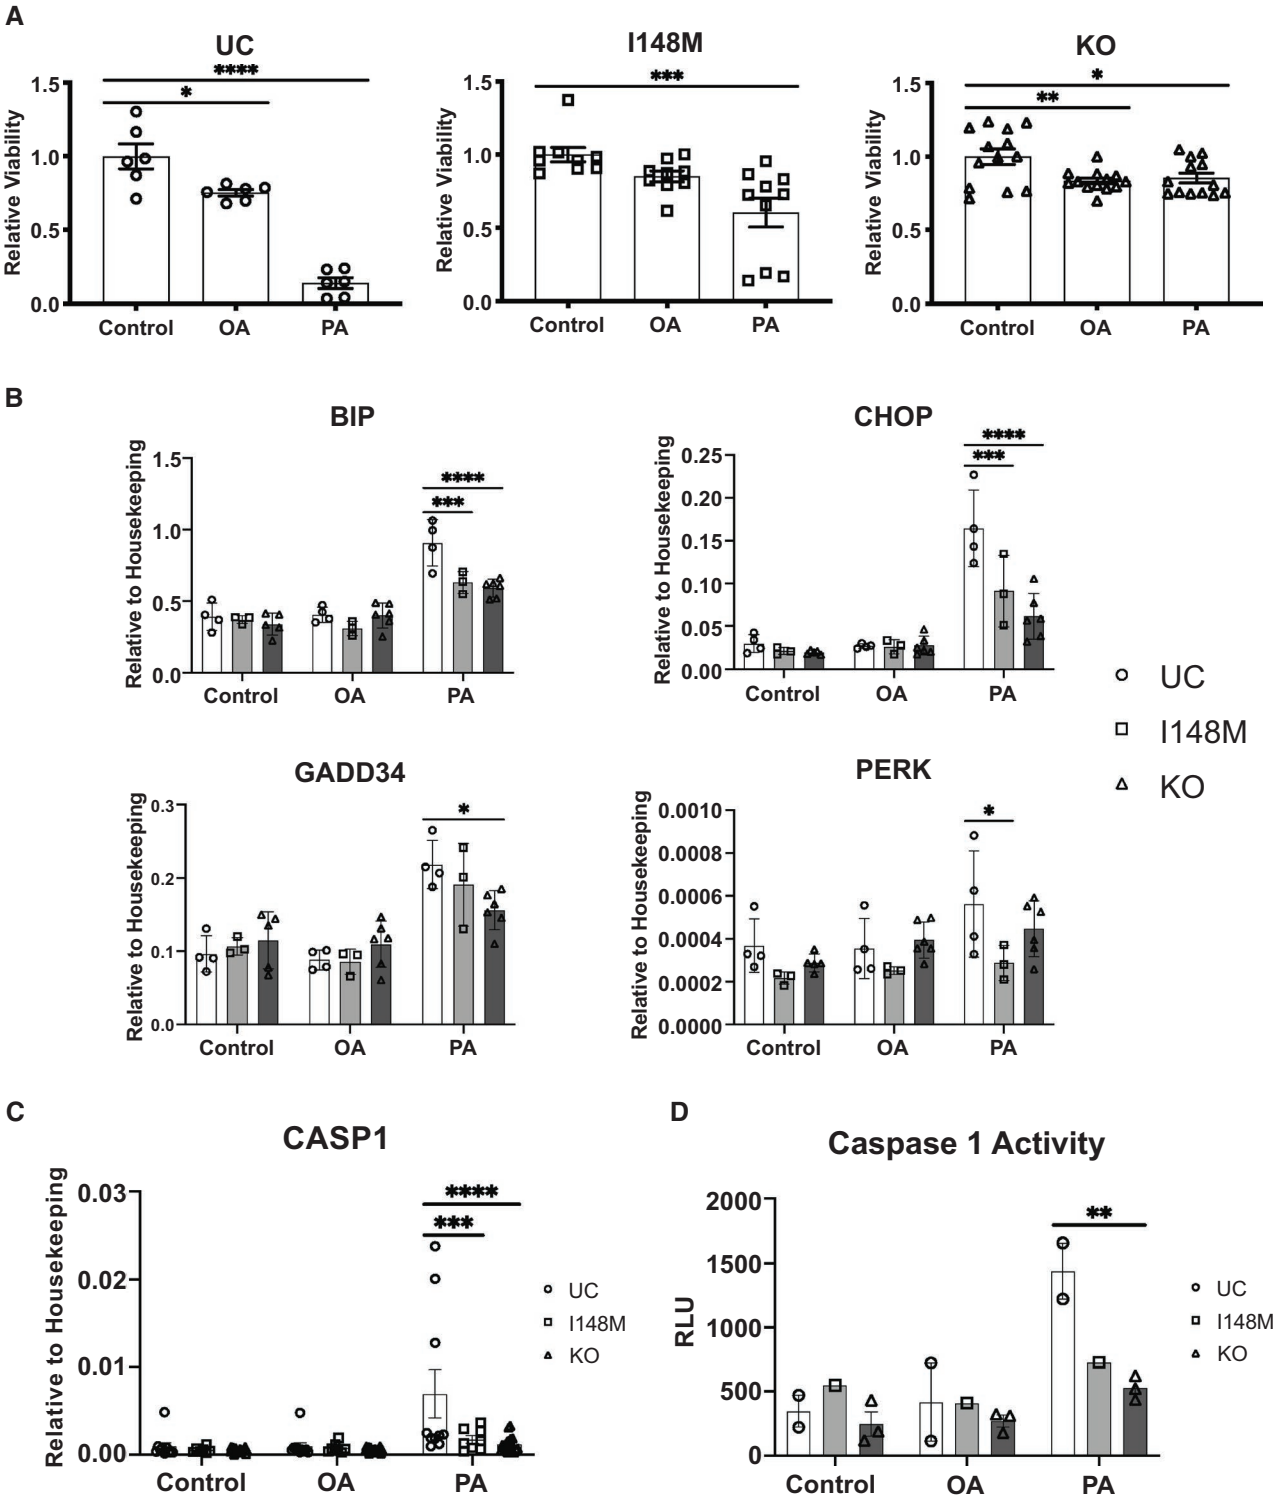 A
UC
****
*
Relative Viability
1.5
1.0
0.5
0.0
Control OA PA
I148M
***
Relative Viability
1.5
1.0
0.5
0.0
Control OA PA
KO
*
**
Relative Viability
1.5
1.0
0.5
0.0
Control OA PA
B
BIP
****
***
Relative to Housekeeping
1.5
1.0
0.5
0.0
Control OA PA
CHOP
****
***
Relative to Housekeeping
0.25
0.20
0.15
0.10
0.05
0.00
Control OA PA
UC
I148M
KO
GADD34
*
Relative to Housekeeping
0.3
0.2
0.1
0.0
Control OA PA
PERK
*
Relative to Housekeeping
0.0010
0.0008
0.0006
0.0004
0.0002
0.0000
Control OA PA
C
CASP1
****
***
Relative to Housekeeping
0.03
0.02
0.01
0.00
Control OA PA
UC
I148M
KO
D
Caspase 1 Activity
**
RLU
2000
1500
1000
500
0
Control OA PA
UC
I148M
KO